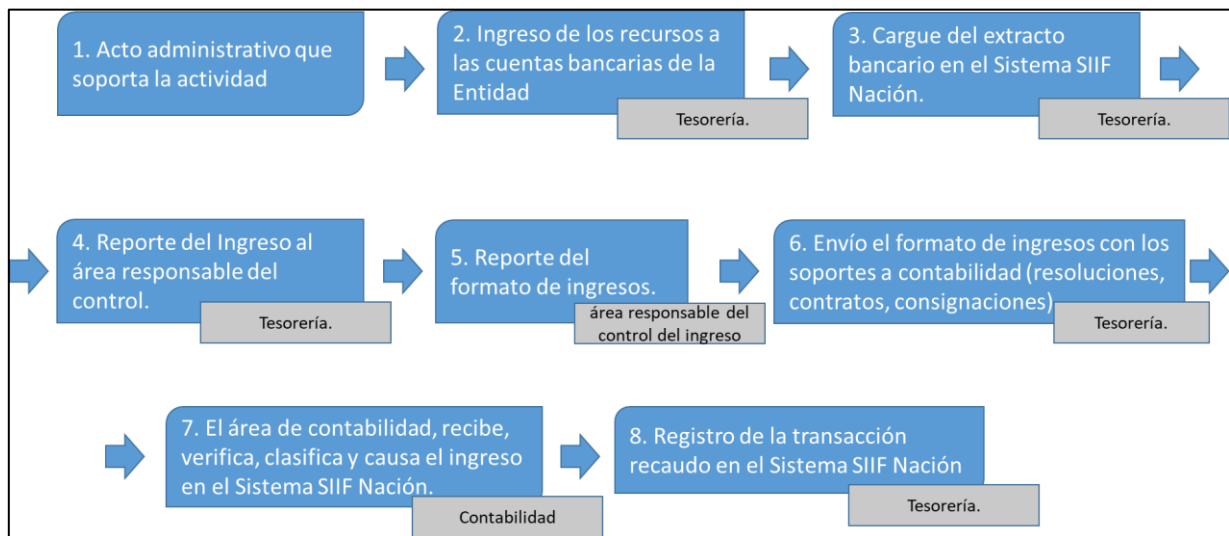 1. Acto administrativo que
soporta la actividad
2. Ingreso de los recursos a
las cuentas bancarias de la
Entidad
Tesorería.
3. Cargue del extracto
bancario en el Sistema SIIF
Nación.
Tesorería.
4. Reporte del Ingreso al
área responsable del
control.
Tesorería.
5. Reporte del
formato de ingresos.
área responsable del
control del ingreso
6. Envío el formato de ingresos con los
soportes a contabilidad (resoluciones,
contratos, consignaciones)
Tesorería.
7. El área de contabilidad, recibe,
verifica, clasifica y causa el ingreso
en el Sistema SIIF Nación.
Contabilidad
8. Registro de la transacción
recaudo en el Sistema SIIF Nación
Tesorería.